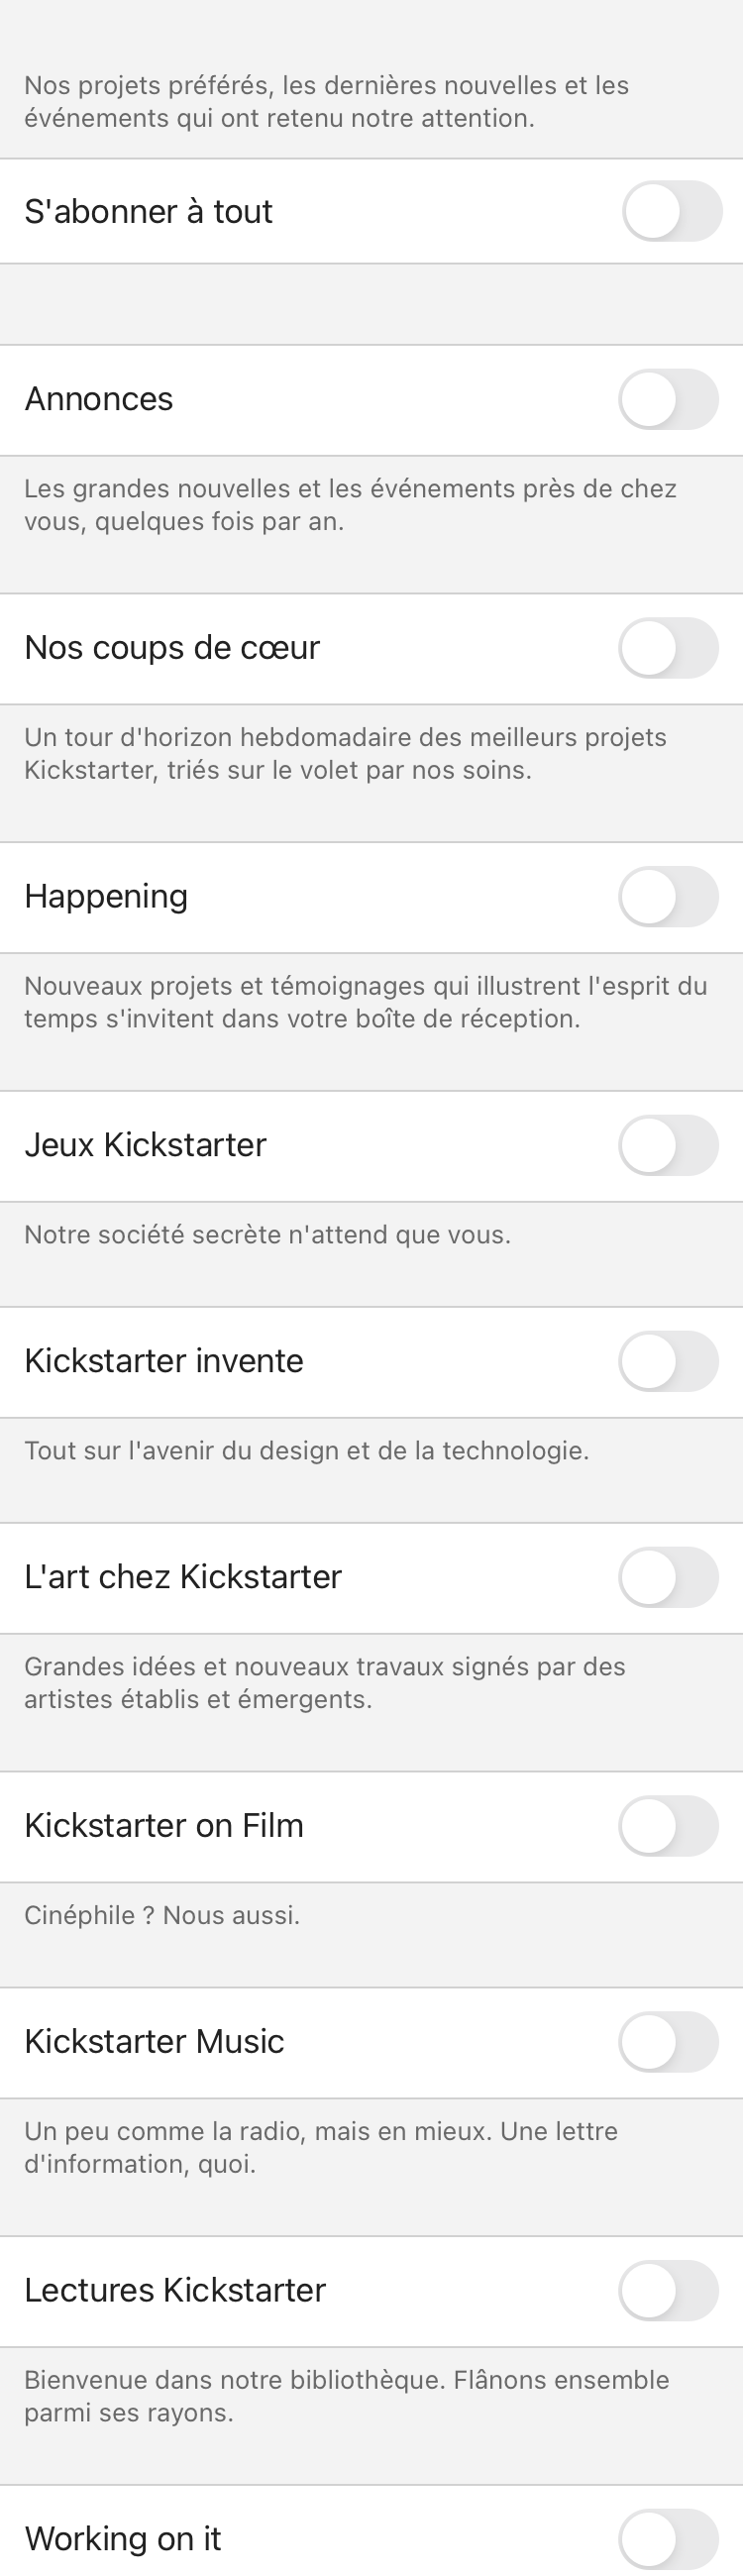 Nos projets préférés, les dernières nouvelles et les
événements qui ont retenu notre attention.
S'abonner à tout
Annonces
Les grandes nouvelles et les événements près de chez
vous, quelques fois par an.
Nos coups de cœur
Un tour d'horizon hebdomadaire des meilleurs projets
Kickstarter, triés sur le volet par nos soins.
Happening
Nouveaux projets et témoignages qui illustrent l'esprit du
temps s'invitent dans votre boîte de réception.
Jeux Kickstarter
Notre société secrète n'attend que vous.
Kickstarter invente
Tout sur l'avenir du design et de la technologie.
L'art chez Kickstarter
Grandes idées et nouveaux travaux signés par des
artistes établis et émergents.
Kickstarter on Film
Cinéphile ? Nous aussi.
Kickstarter Music
Un peu comme la radio, mais en mieux. Une lettre
d'information, quoi.
Lectures Kickstarter
Bienvenue dans notre bibliothèque. Flânons ensemble
parmi ses rayons.
Working on it